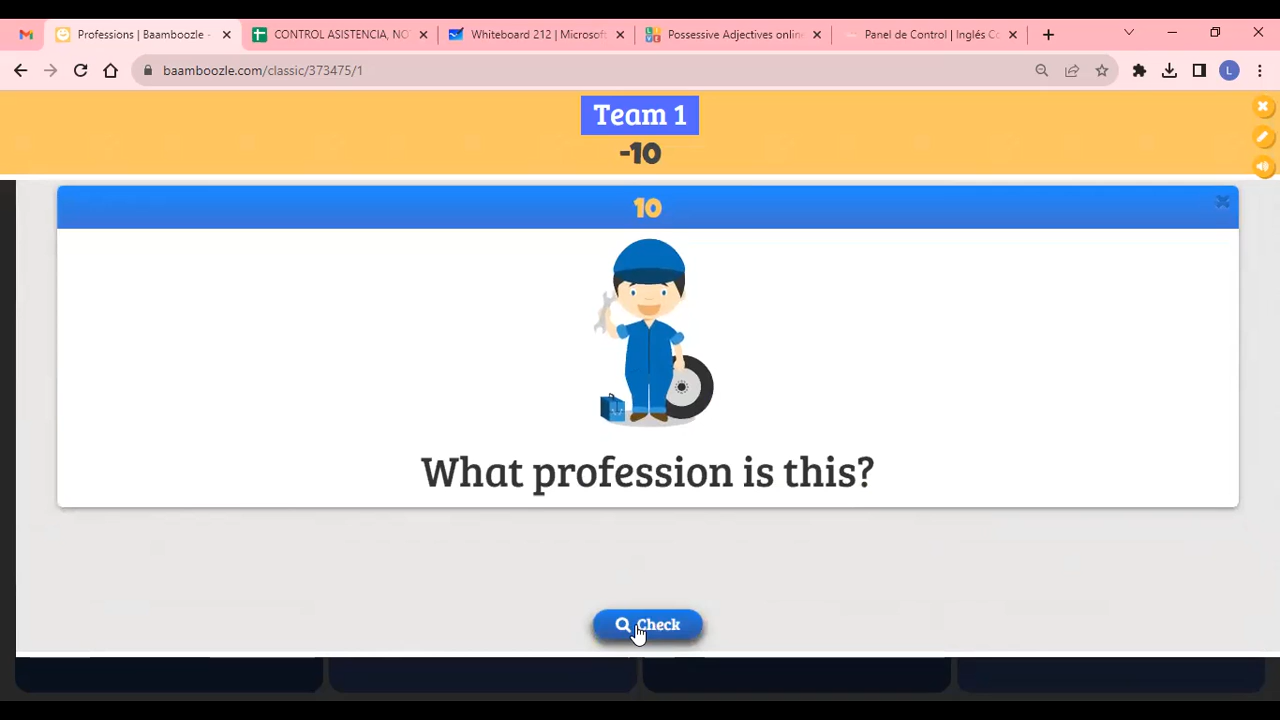 Professions | Baamboozle -
CONTROL ASISTENCIA, NO
Whiteboard 212 | Microsof
Possessive Adjectives onlin
Panel de Control | Inglés C
baamboozle.com/classic/373475/1
L
Team 1
-10
10
What profession is this?
Check